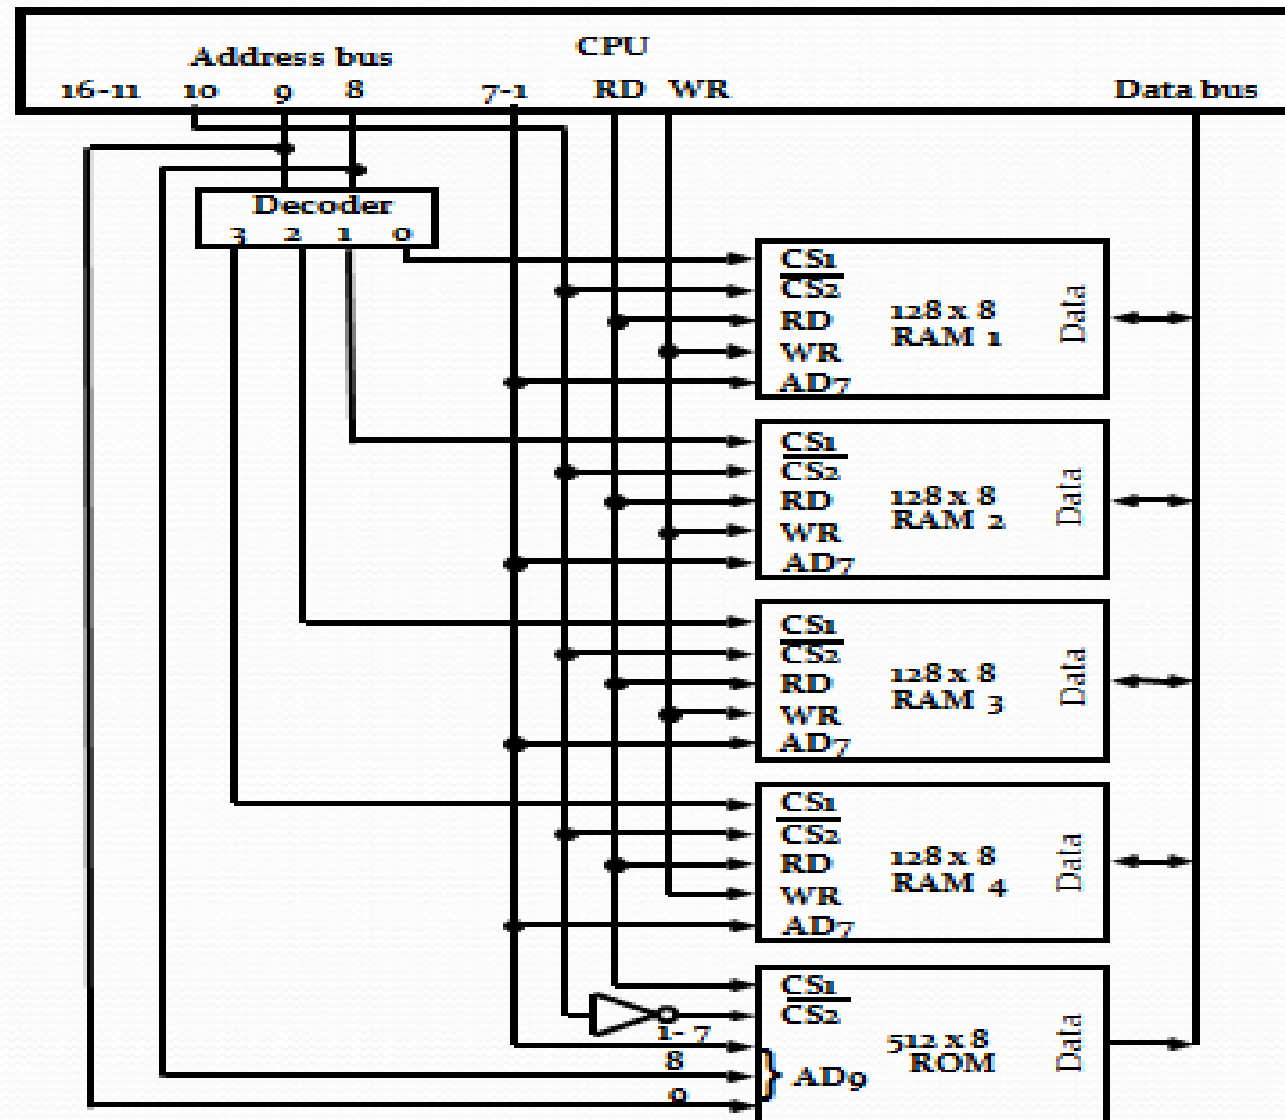 CPU
Address bus
16-11 10 9 8 7-1 RD WR Data bus
Decoder
3 2 1 0
CS1
CS2
RD
WR
AD7
128 x 8
RAM 1
Data
CS1
CS2
RD
WR
AD7
128 x 8
RAM 2
Data
CS1
CS2
RD
WR
AD7
128 x 8
RAM 3
Data
CS1
CS2
RD
WR
AD7
128 x 8
RAM 4
Data
CS1
CS2
1- 7
8
9
} AD9
512 x 8
ROM
Data